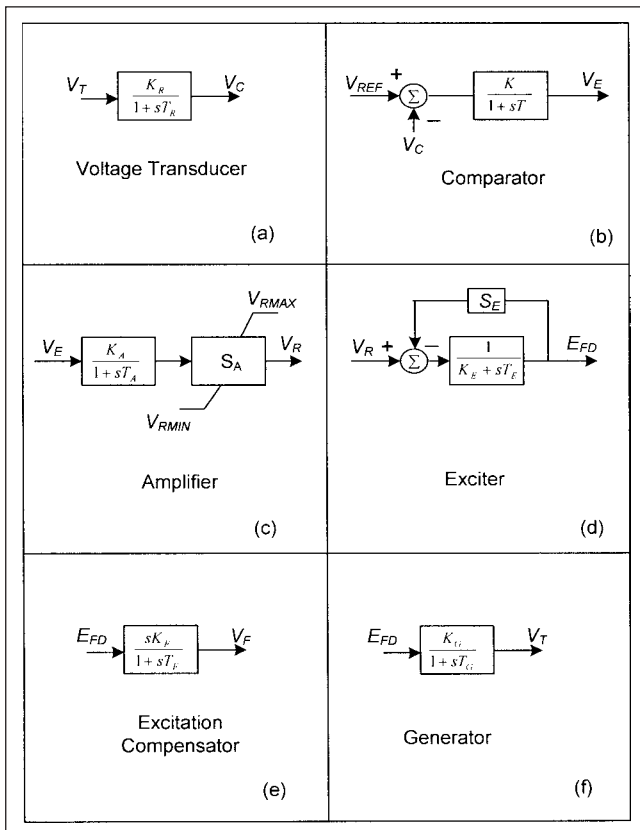 V_T
K_R
1 + sT_R
V_C
Voltage Transducer
(a)
V_REF
+
Σ
−
V_C
K
1 + sT
V_E
Comparator
(b)
V_E
K_A
1 + sT_A
V_RMAX
S_A
V_RMIN
V_R
Amplifier
(c)
S_E
V_R
+
−
Σ
1
K_E + sT_E
E_FD
Exciter
(d)
E_FD
sK_F
1 + sT_F
V_F
Excitation
Compensator
(e)
E_FD
K_G
1 + sT_G
V_T
Generator
(f)